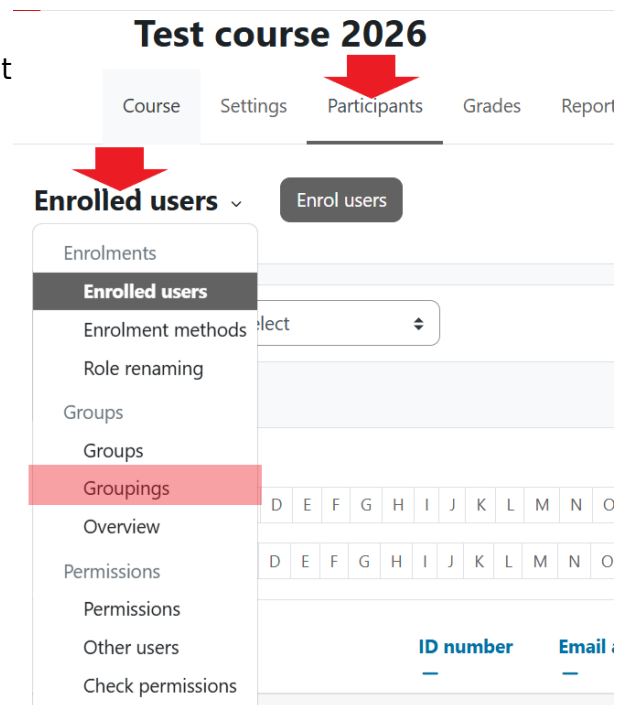 Test course 2026
t
Course Settings Participants Grades Report
Enrolled users Enrol users
Enrolments
Enrolled users
Enrolment methods elect
Role renaming
Groups
Groups
Groupings D E F G H I J K L M N O
Overview
Permissions D E F G H I J K L M N O
Permissions
Other users ID number Email a
Check permissions